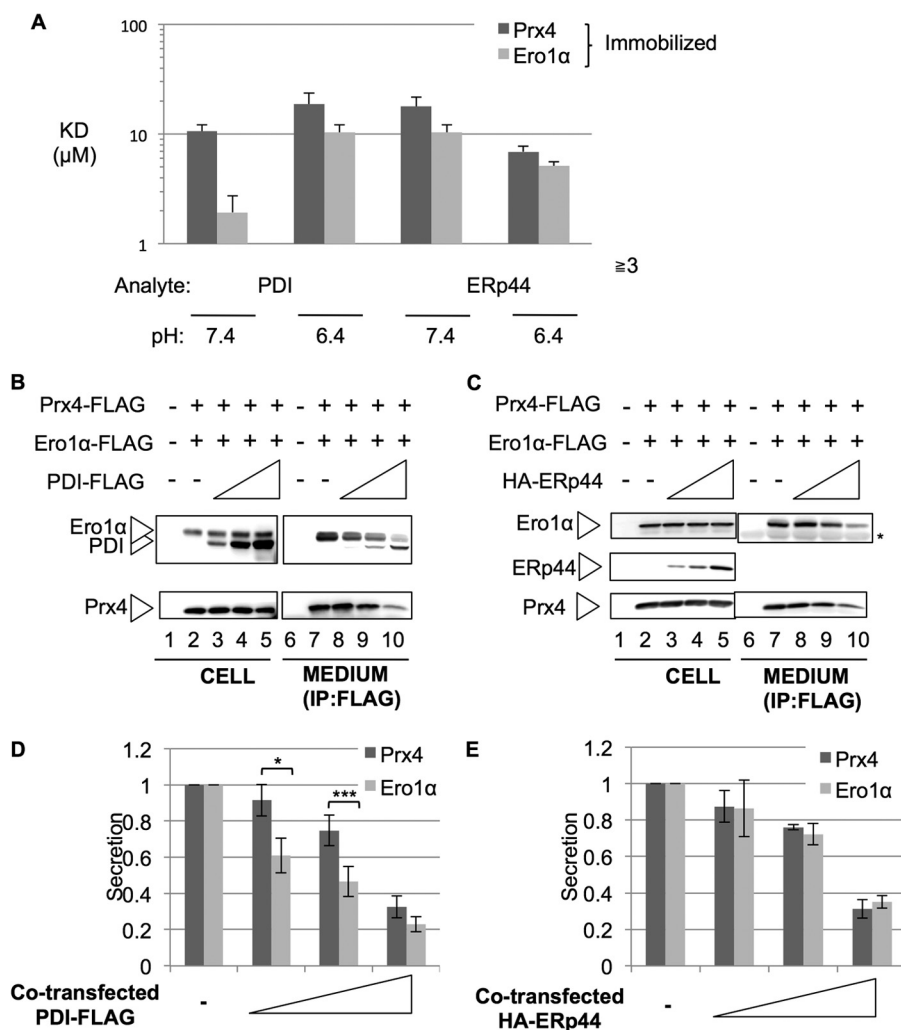 A
100
10
1
KD
(µM)
Prx4
Ero1α
Immobilized
≧3
Analyte: PDI ERp44
pH: 7.4 6.4 7.4 6.4
B
Prx4-FLAG - + + + + - + + + +
Ero1α-FLAG - + + + + - + + + +
PDI-FLAG - - - -
Ero1α
PDI
Prx4
1 2 3 4 5 6 7 8 9 10
CELL MEDIUM
(IP:FLAG)
C
Prx4-FLAG - + + + + - + + + +
Ero1α-FLAG - + + + + - + + + +
HA-ERp44 - - - -
Ero1α
*
ERp44
Prx4
1 2 3 4 5 6 7 8 9 10
CELL MEDIUM
(IP:FLAG)
D
1.2
1
0.8
0.6
0.4
0.2
0
Secretion
Prx4
Ero1α
*
***
Co-transfected
PDI-FLAG
-
E
1.2
1
0.8
0.6
0.4
0.2
0
Secretion
Prx4
Ero1α
Co-transfected
HA-ERp44
-